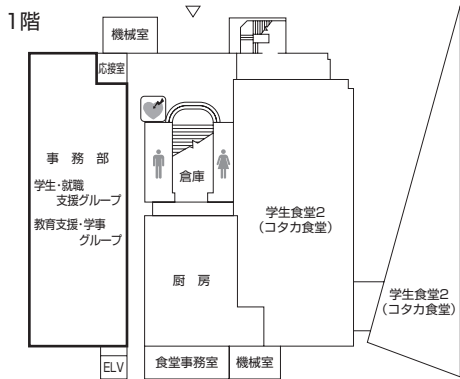 1階
機械室
応接室
事務部
学生・就職
支援グループ
教育支援・学事
グループ
倉庫
学生食堂2
（コタカ食堂）
厨房
学生食堂2
（コタカ食堂）
ELV
食堂事務室
機械室